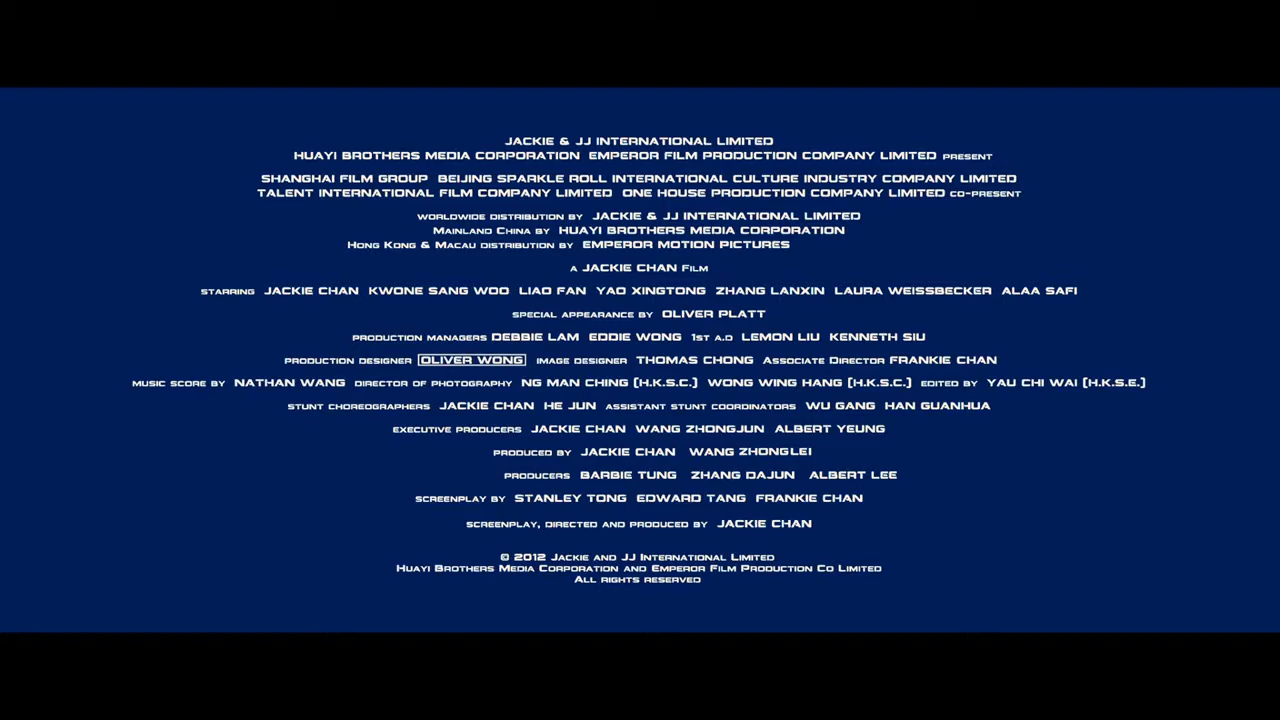 JACKIE & JJ INTERNATIONAL LIMITED
HUAYI BROTHERS MEDIA CORPORATION EMPEROR FILM PRODUCTION COMPANY LIMITED PRESENT
SHANGHAI FILM GROUP BEIJING SPARKLE ROLL INTERNATIONAL CULTURE INDUSTRY COMPANY LIMITED
TALENT INTERNATIONAL FILM COMPANY LIMITED ONE HOUSE PRODUCTION COMPANY LIMITED CO-PRESENT
WORLDWIDE DISTRIBUTION BY JACKIE & JJ INTERNATIONAL LIMITED
MAINLAND CHINA BY HUAYI BROTHERS MEDIA CORPORATION
HONG KONG & MACAU DISTRIBUTION BY EMPEROR MOTION PICTURES
A JACKIE CHAN FILM
STARRING JACKIE CHAN KWONE SANG WOO LIAO FAN YAO XINGTONG ZHANG LANXIN LAURA WEISSBECKER ALAA SAFI
SPECIAL APPEARANCE BY OLIVER PLATT
PRODUCTION MANAGERS DEBBIE LAM EDDIE WONG 1ST A.D LEMON LIU KENNETH SIU
PRODUCTION DESIGNER OLIVER WONG IMAGE DESIGNER THOMAS CHONG ASSOCIATE DIRECTOR FRANKIE CHAN
MUSIC SCORE BY NATHAN WANG DIRECTOR OF PHOTOGRAPHY NG MAN CHING (H.K.S.C.) WONG WING HANG (H.K.S.C.) EDITED BY YAU CHI WAI (H.K.S.E.)
STUNT CHOREOGRAPHERS JACKIE CHAN HE JUN ASSISTANT STUNT COORDINATORS WU GANG HAN GUANHUA
EXECUTIVE PRODUCERS JACKIE CHAN WANG ZHONGJUN ALBERT YEUNG
PRODUCED BY JACKIE CHAN WANG ZHONGLEI
PRODUCERS BARBIE TUNG ZHANG DAJUN ALBERT LEE
SCREENPLAY BY STANLEY TONG EDWARD TANG FRANKIE CHAN
SCREENPLAY, DIRECTED AND PRODUCED BY JACKIE CHAN
© 2012 JACKIE AND JJ INTERNATIONAL LIMITED
HUAYI BROTHERS MEDIA CORPORATION AND EMPEROR FILM PRODUCTION CO LIMITED
ALL RIGHTS RESERVED